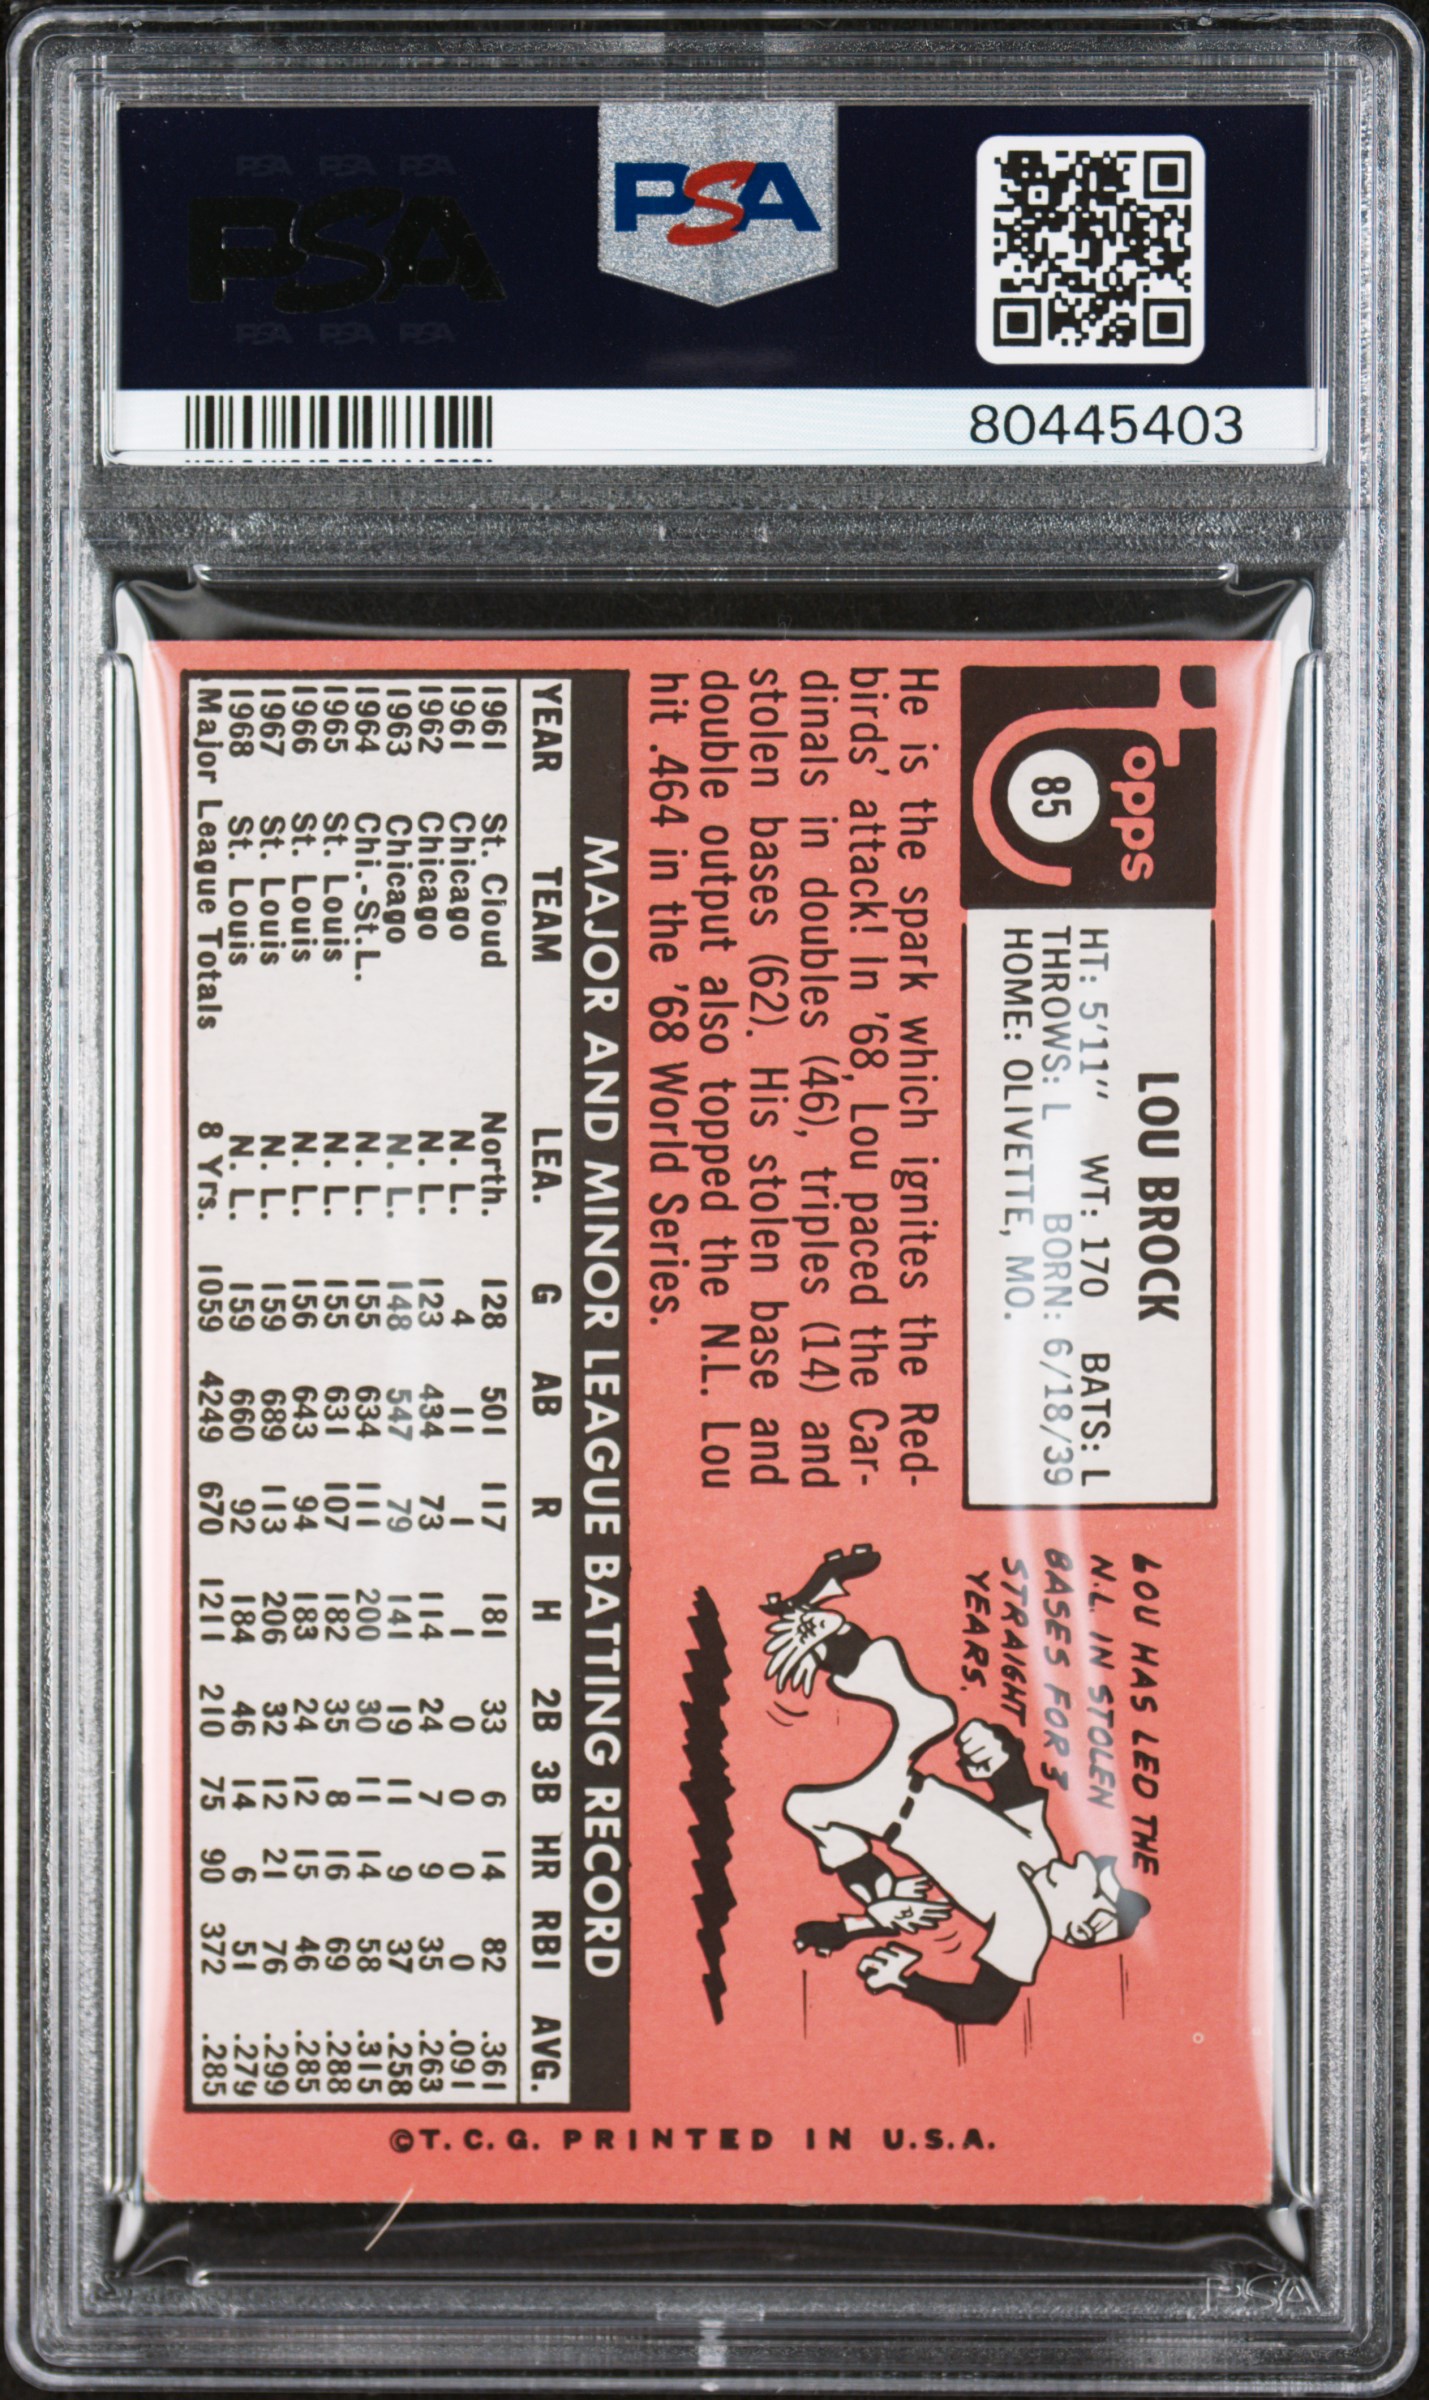 PSA PSA PSA
PSA
PSA PSA PSA
PSA
80445403
Topps
85
LOU BROCK
HT: 5'11" WT: 170 BATS: L
THROWS: L BORN: 6/18/39
HOME: OLIVETTE, MO.
LOU HAS LED THE
N.L. IN STOLEN
BASES FOR 3
STRAIGHT
YEARS.
He is the spark which ignites the Red-
birds' attack! In '68, Lou paced the Car-
dinals in doubles (46), triples (14) and
stolen bases (62). His stolen base and
double output also topped the N.L. Lou
hit .464 in the '68 World Series.
MAJOR AND MINOR LEAGUE BATTING RECORD
YEAR TEAM LEA. G AB R H 2B 3B HR RBI AVG.
1961 St. Cloud North. 128 501 117 181 33 6 14 82 .361
1961 Chicago N. L. 4 11 1 1 0 0 0 0 .091
1962 Chicago N. L. 123 434 73 114 24 7 9 35 .263
1963 Chicago N. L. 148 547 79 141 19 11 9 37 .258
1964 Chi.-St.L. N. L. 155 634 111 200 30 11 14 58 .315
1965 St. Louis N. L. 155 631 107 182 35 8 16 69 .288
1966 St. Louis N. L. 156 643 94 183 24 12 15 46 .285
1967 St. Louis N. L. 159 689 113 206 32 12 21 76 .299
1968 St. Louis N. L. 159 660 92 184 46 14 6 51 .279
Major League Totals 8 Yrs. 1059 4249 670 1211 210 75 90 372 .285
©T.C.G. PRINTED IN U.S.A.
PSA